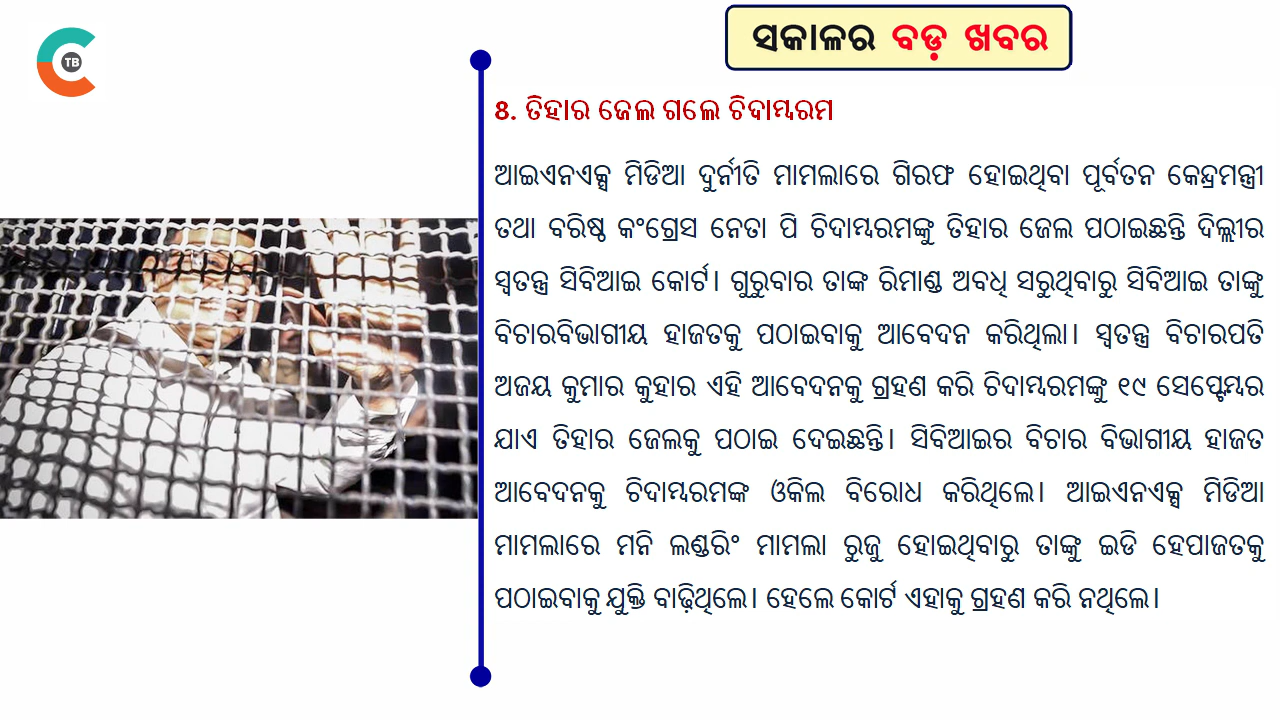 TB
ସକାଳର ବଡ଼ ଖବର
8. ତିହାର ଜେଲ ଗଲେ ଚିଦାମ୍ବରମ
ଆଇଏନଏକ୍ସ ମିଡିଆ ଦୁର୍ନୀତି ମାମଲାରେ ଗିରଫ ହୋଇଥିବା ପୂର୍ବତନ କେନ୍ଦ୍ରମନ୍ତ୍ରୀ
ତଥା ବରିଷ୍ଠ କଂଗ୍ରେସ ନେତା ପି ଚିଦାମ୍ବରମଙ୍କୁ ତିହାର ଜେଲ ପଠାଇଛନ୍ତି ଦିଲ୍ଲୀର
ସ୍ୱତନ୍ତ୍ର ସିବିଆଇ କୋର୍ଟ। ଗୁରୁବାର ତାଙ୍କ ରିମାଣ୍ଡ ଅବଧି ସରୁଥିବାରୁ ସିବିଆଇ ତାଙ୍କୁ
ବିଚାରବିଭାଗୀୟ ହାଜତକୁ ପଠାଇବାକୁ ଆବେଦନ କରିଥିଲା। ସ୍ୱତନ୍ତ୍ର ବିଚାରପତି
ଅଜୟ କୁମାର କୁହାର ଏହି ଆବେଦନକୁ ଗ୍ରହଣ କରି ଚିଦାମ୍ବରମଙ୍କୁ ୧୯ ସେପ୍ଟେମ୍ବର
ଯାଏ ତିହାର ଜେଲକୁ ପଠାଇ ଦେଇଛନ୍ତି। ସିବିଆଇର ବିଚାର ବିଭାଗୀୟ ହାଜତ
ଆବେଦନକୁ ଚିଦାମ୍ବରମଙ୍କ ଓକିଲ ବିରୋଧ କରିଥିଲେ। ଆଇଏନଏକ୍ସ ମିଡିଆ
ମାମଲାରେ ମନି ଲଣ୍ଡରିଂ ମାମଲା ରୁଜୁ ହୋଇଥିବାରୁ ତାଙ୍କୁ ଇଡି ହେପାଜତକୁ
ପଠାଇବାକୁ ଯୁକ୍ତି ବାଢ଼ିଥିଲେ। ହେଲେ କୋର୍ଟ ଏହାକୁ ଗ୍ରହଣ କରି ନଥିଲେ।